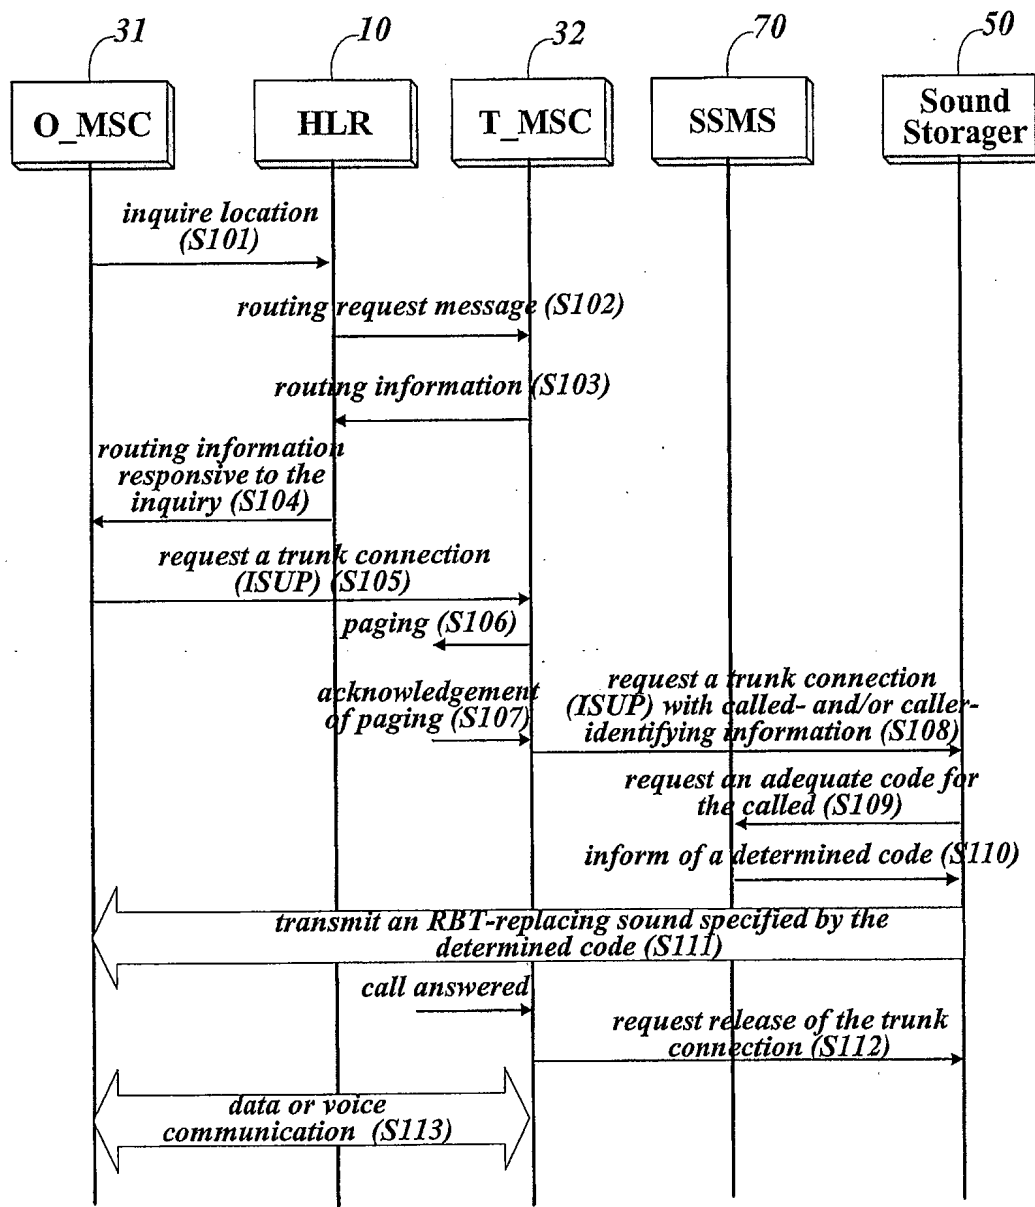 31
10
32
70
50
O_MSC
HLR
T_MSC
SSMS
Sound
Storager
inquire location
(S101)
routing request message (S102)
routing information (S103)
routing information
responsive to the
inquiry (S104)
request a trunk connection
(ISUP) (S105)
paging (S106)
acknowledgement
of paging (S107)
request a trunk connection
(ISUP) with called- and/or caller-
identifying information (S108)
request an adequate code for
the called (S109)
inform of a determined code (S110)
transmit an RBT-replacing sound specified by the
determined code (S111)
call answered
request release of the trunk
connection (S112)
data or voice
communication (S113)